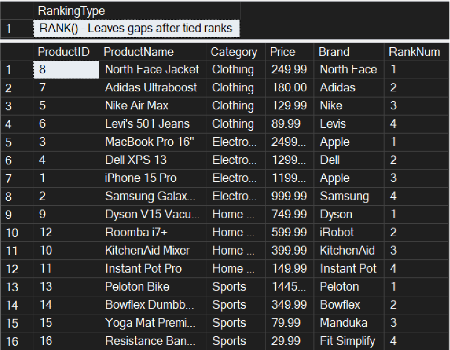 RankingType
1 RANK() Leaves gaps after tied ranks
ProductID ProductName Category Price Brand RankNum
1 8 North Face Jacket Clothing 249.99 North Face 1
2 7 Adidas Ultraboost Clothing 180.00 Adidas 2
3 5 Nike Air Max Clothing 129.99 Nike 3
4 6 Levi's 501 Jeans Clothing 89.99 Levis 4
5 3 MacBook Pro 16" Electro... 2499... Apple 1
6 4 Dell XPS 13 Electro... 1299... Dell 2
7 1 iPhone 15 Pro Electro... 1199... Apple 3
8 2 Samsung Galax... Electro... 999.99 Samsung 4
9 9 Dyson V15 Vacu... Home ... 749.99 Dyson 1
10 12 Roomba i7+ Home ... 599.99 iRobot 2
11 10 KitchenAid Mixer Home ... 399.99 KitchenAid 3
12 11 Instant Pot Pro Home ... 149.99 Instant Pot 4
13 13 Peloton Bike Sports 1445... Peloton 1
14 14 Bowflex Dumbb... Sports 349.99 Bowflex 2
15 15 Yoga Mat Premi... Sports 79.99 Manduka 3
16 16 Resistance Ban... Sports 29.99 Fit Simplify 4